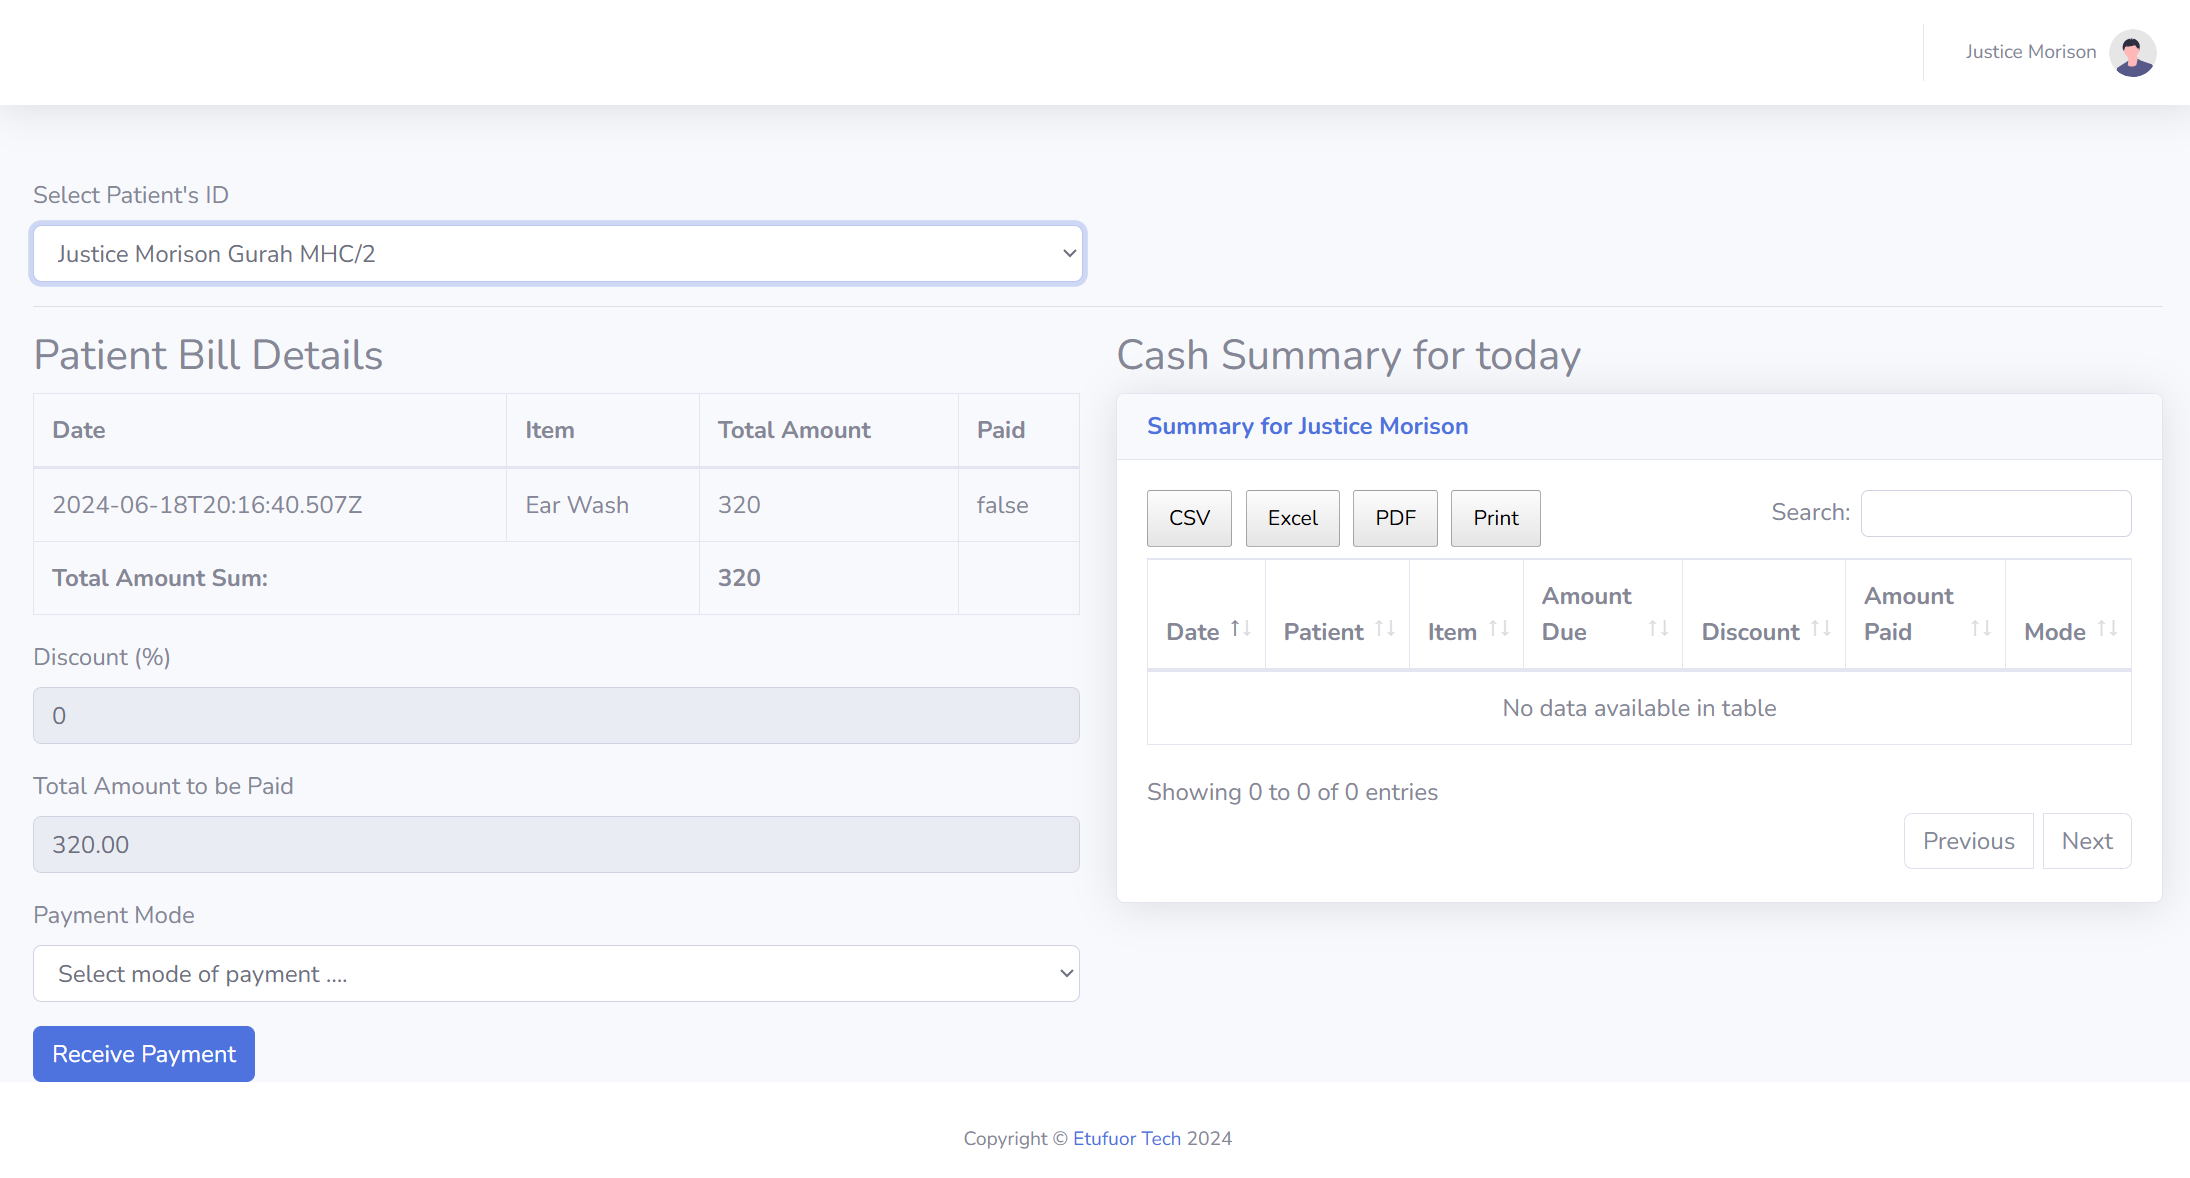 Justice Morison
Select Patient's ID
Justice Morison Gurah MHC/2
Patient Bill Details
Date Item Total Amount Paid
2024-06-18T20:16:40.507Z Ear Wash 320 false
Total Amount Sum: 320
Discount (%)
0
Total Amount to be Paid
320.00
Payment Mode
Select mode of payment ....
Receive Payment
Cash Summary for today
Summary for Justice Morison
CSV Excel PDF Print Search:
Date Patient Item Amount Due Discount Amount Paid Mode
No data available in table
Showing 0 to 0 of 0 entries
Previous Next
Copyright © Etufuor Tech 2024